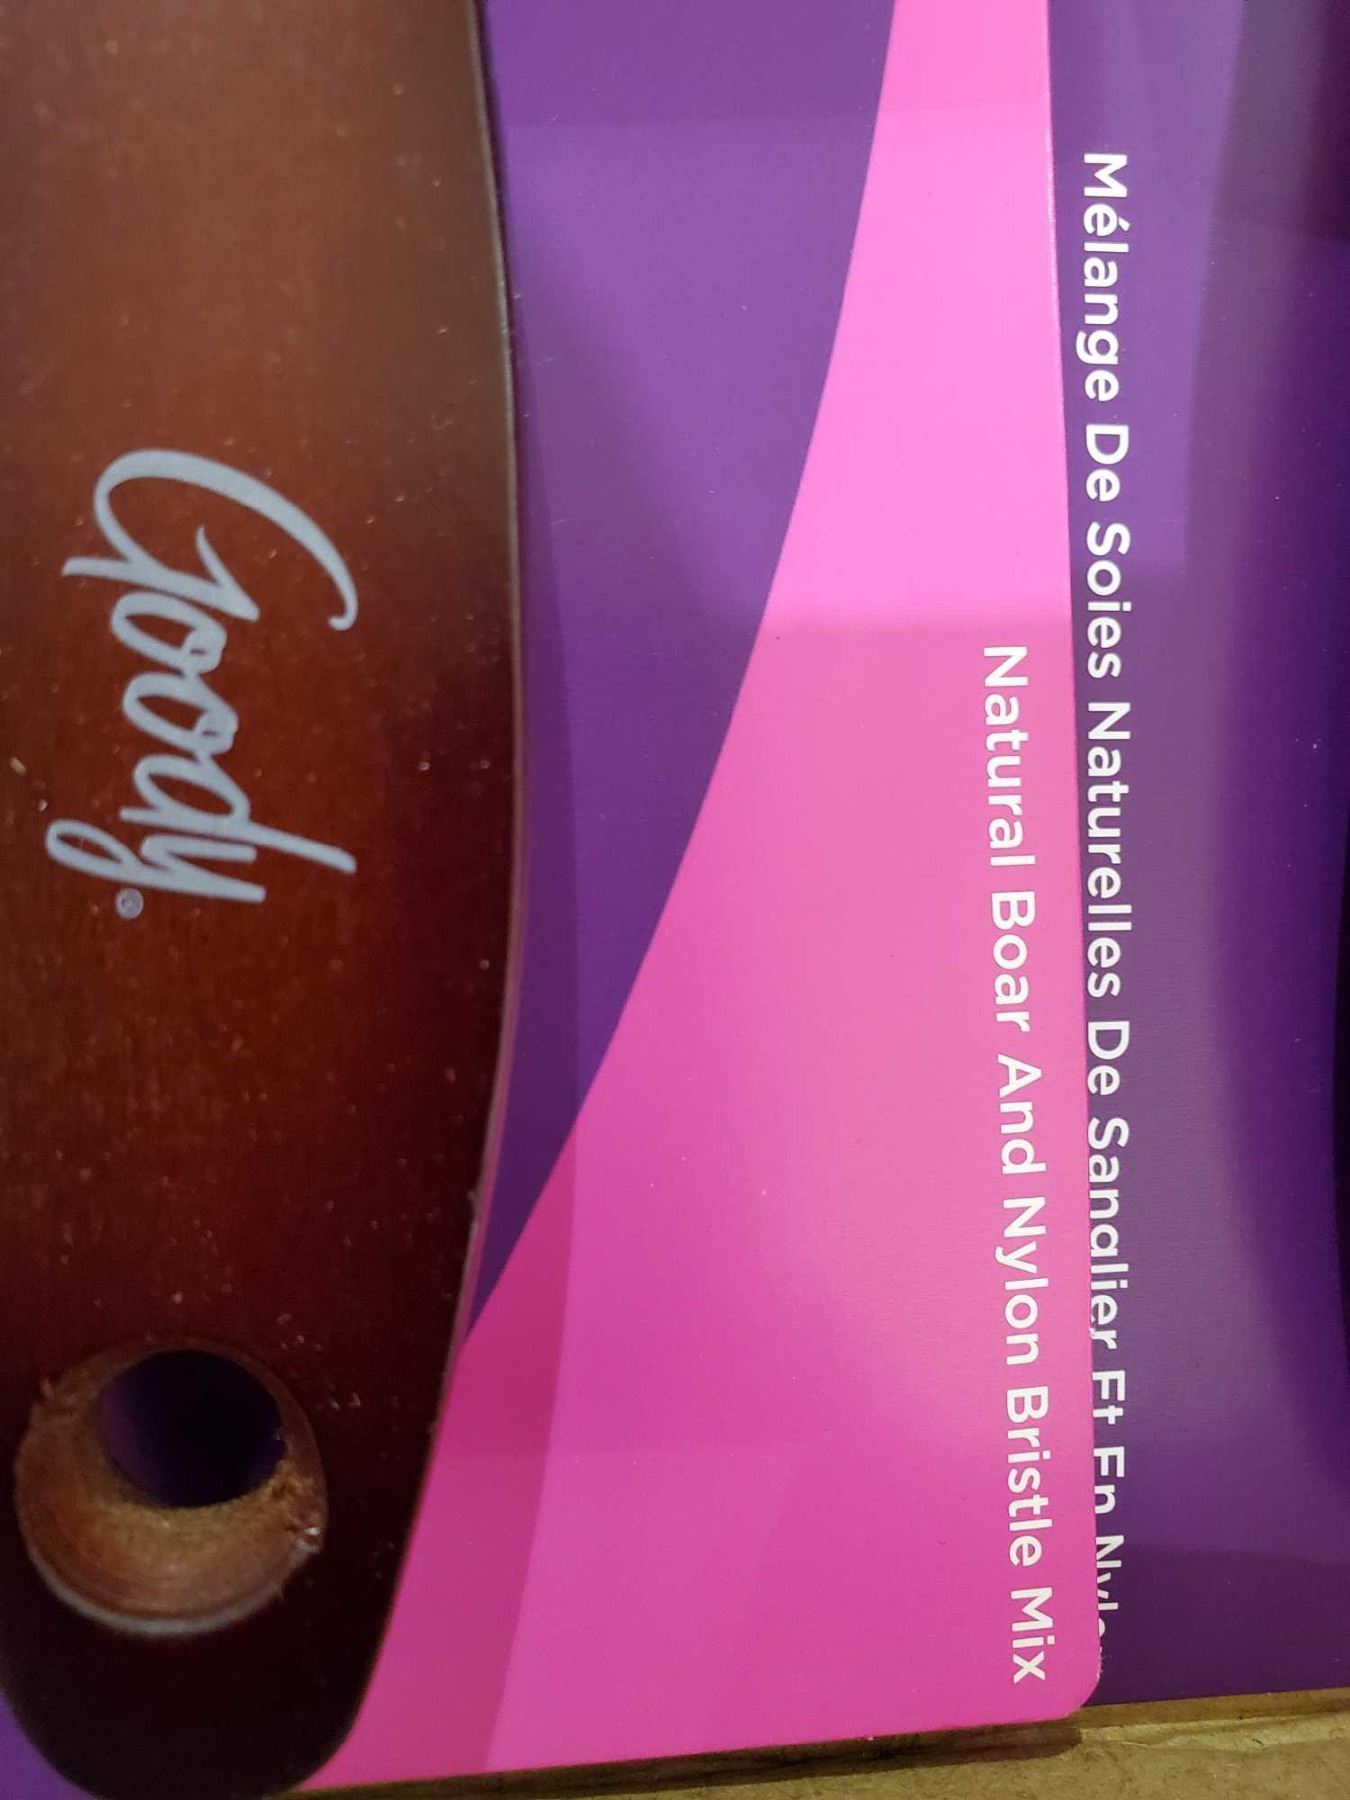 Mélange De Soies Naturelles De Sanglier Et En
Natural Boar And Nylon Bristle Mix
Goody®